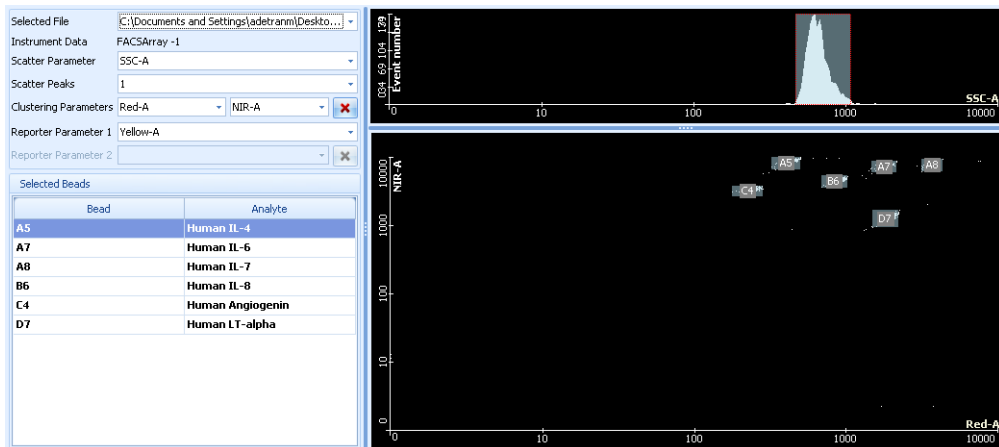 Selected File C:\Documents and Settings\adetranm\Deskto...
Instrument Data FACSArray -1
Scatter Parameter SSC-A
Scatter Peaks 1
Clustering Parameters Red-A NIR-A
Reporter Parameter 1 Yellow-A
Reporter Parameter 2
Selected Beads
Bead Analyte
A5 Human IL-4
A7 Human IL-6
A8 Human IL-7
B6 Human IL-8
C4 Human Angiogenin
D7 Human LT-alpha
Event number
034 69 104 139
SSC-A
0 10 100 1000 10000
NIR-A
10000
1000
100
10
0
A5 A7 A8
B6
C4
D7
Red-A
0 10 100 1000 10000